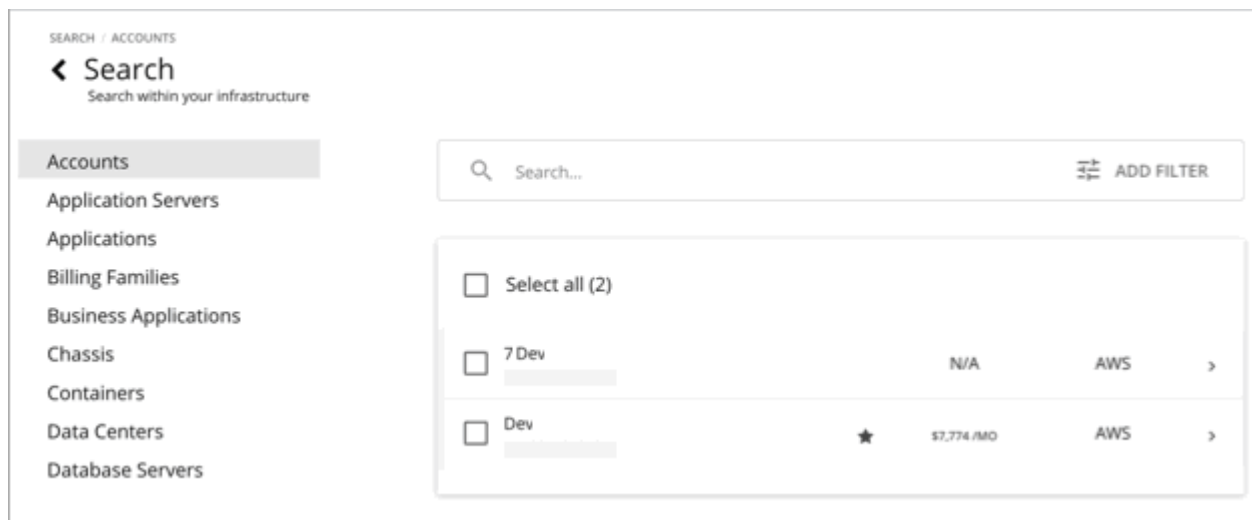 SEARCH / ACCOUNTS
Search
Search within your infrastructure
Accounts
Application Servers
Applications
Billing Families
Business Applications
Chassis
Containers
Data Centers
Database Servers
Search...
ADD FILTER
Select all (2)
7 Dev
N/A
AWS
Dev
$7,774 /MO
AWS